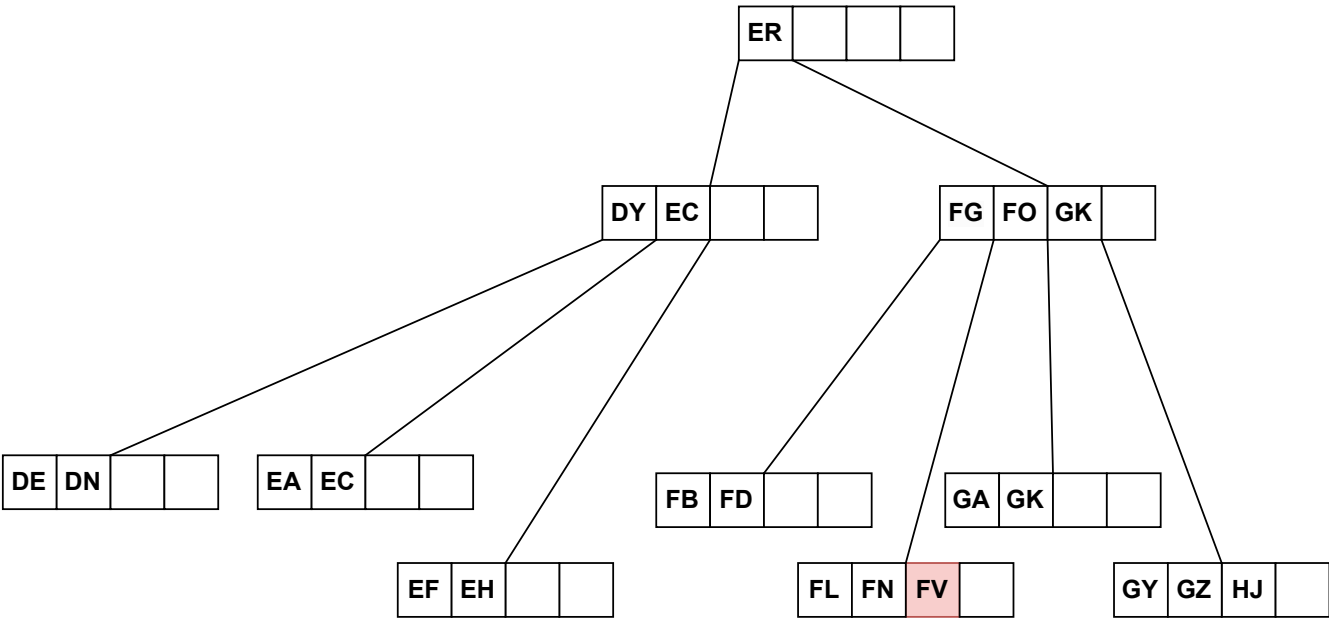 ER
DY EC
FG FO GK
DE DN
EA EC
FB FD
GA GK
EF EH
FL FN FV
GY GZ HJ